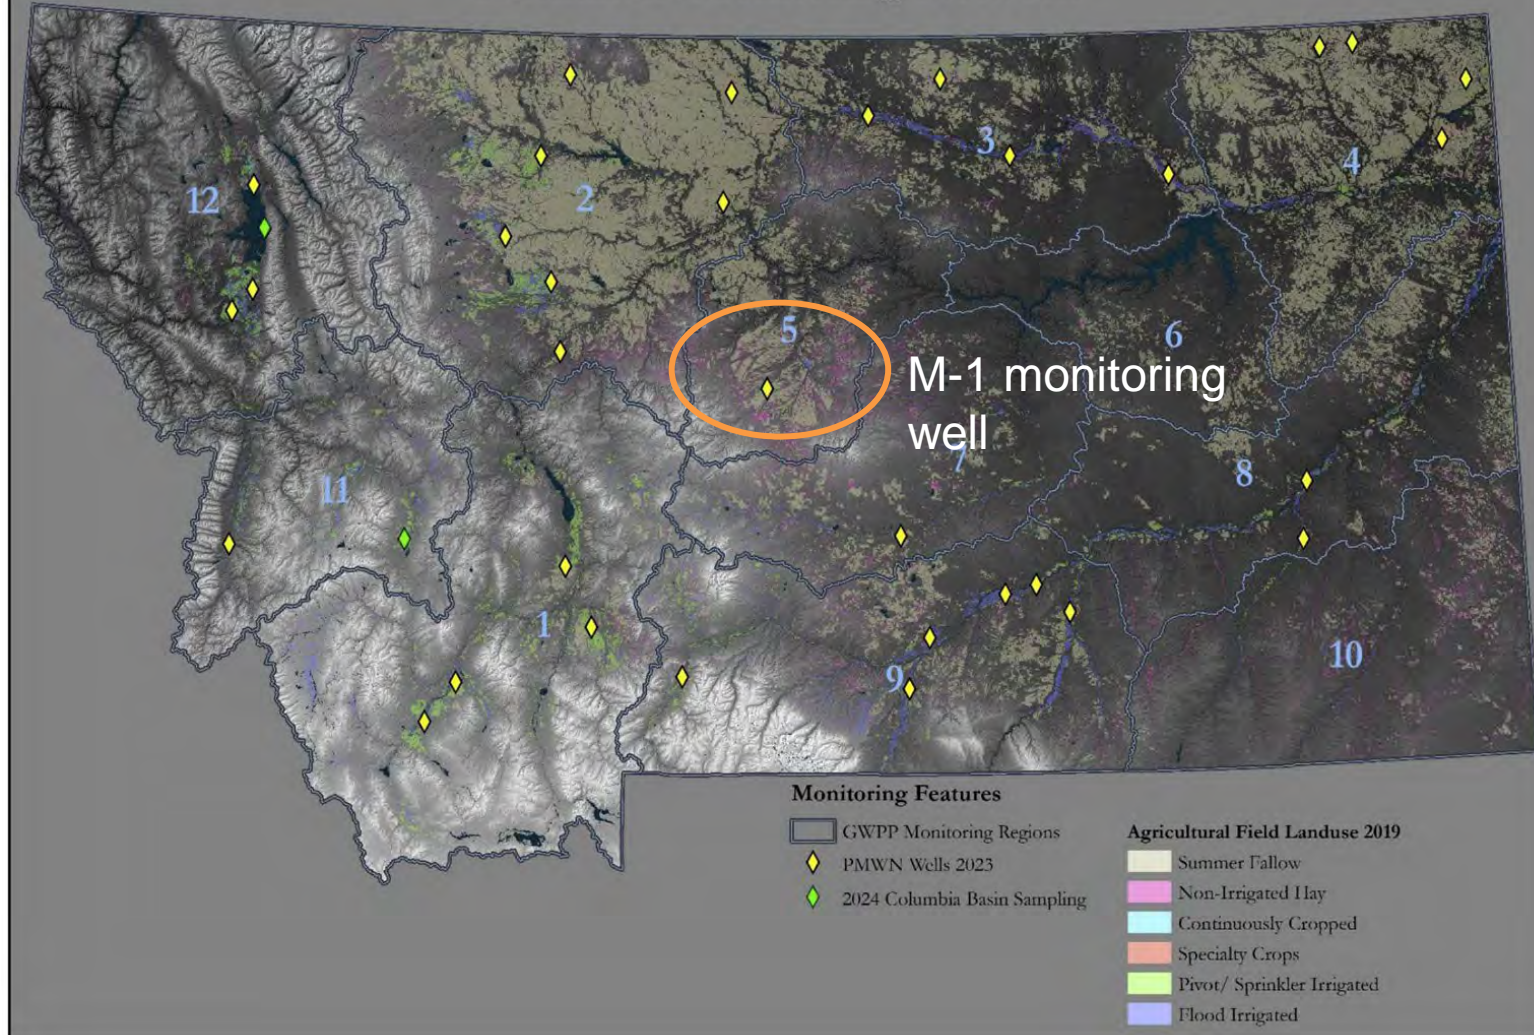 12
2
3
4
5
6
M-1 monitoring
well
7
8
11
1
9
10
Monitoring Features
GWPP Monitoring Regions
PMWN Wells 2023
2024 Columbia Basin Sampling
Agricultural Field Landuse 2019
Summer Fallow
Non-Irrigated Hay
Continuously Cropped
Specialty Crops
Pivot/ Sprinkler Irrigated
Flood Irrigated